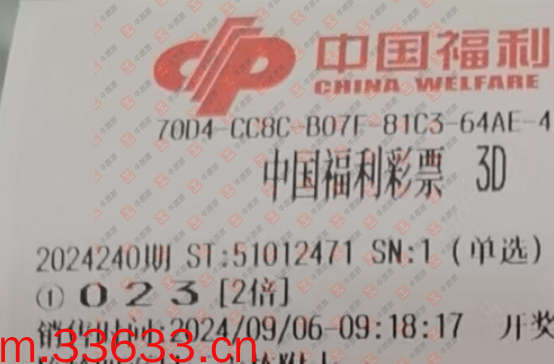 中国福利
CHINA WELFARE
70D4-CC8C-B07F-81C3-64AE-4
中国福利彩票 3D
2024240期 ST:51012471 SN:1 (单选)
① 0 2 3 [2倍]
2024/09/06-09:18:17 开奖
m.33633.cn